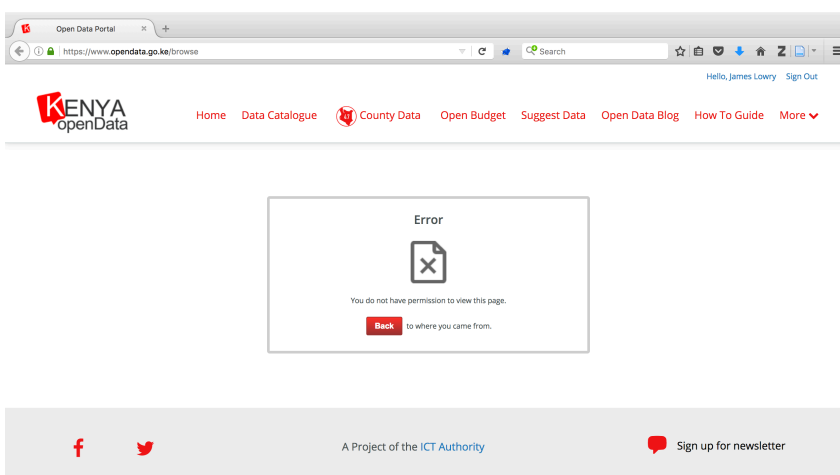 Open Data Portal
https://www.opendata.go.ke/browse
Search
Hello, James Lowry Sign Out
KENYA
openData
Home Data Catalogue 47 County Data Open Budget Suggest Data Open Data Blog How To Guide More
Error
You do not have permission to view this page.
Back to where you came from.
A Project of the ICT Authority
Sign up for newsletter